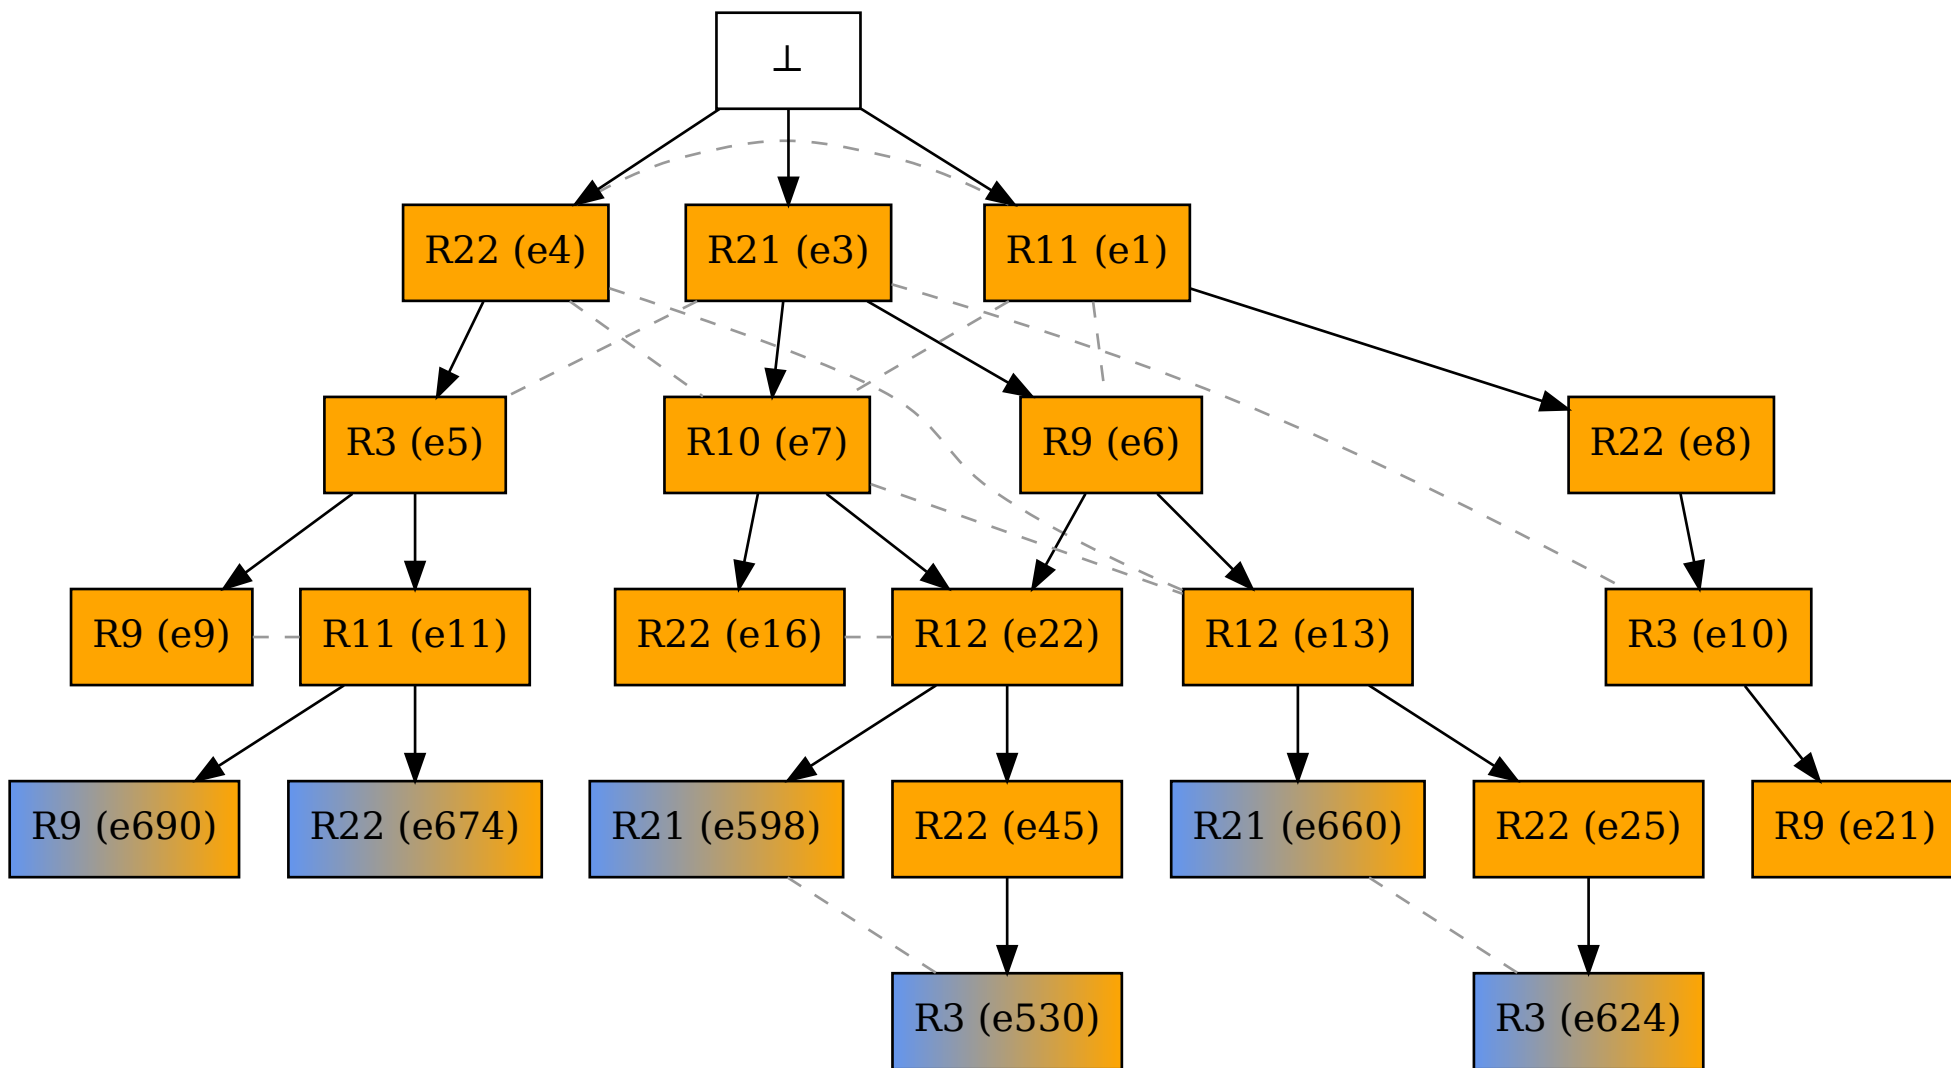 ⊥
R22 (e4)
R21 (e3)
R11 (e1)
R3 (e5)
R10 (e7)
R9 (e6)
R22 (e8)
R9 (e9)
R11 (e11)
R22 (e16)
R12 (e22)
R12 (e13)
R3 (e10)
R9 (e690)
R22 (e674)
R21 (e598)
R22 (e45)
R21 (e660)
R22 (e25)
R9 (e21)
R3 (e530)
R3 (e624)